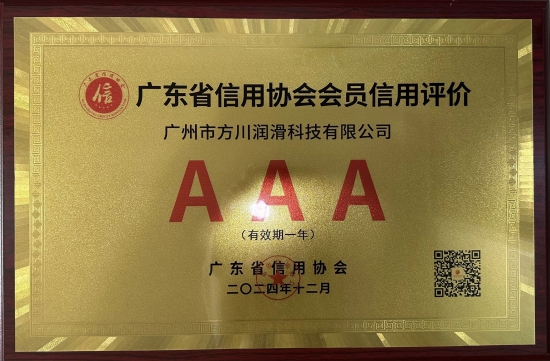 信
广东省信用协会会员信用评价
广州市方川润滑科技有限公司
AAA
(有效期一年)
广东省信用协会
二〇二四年十二月